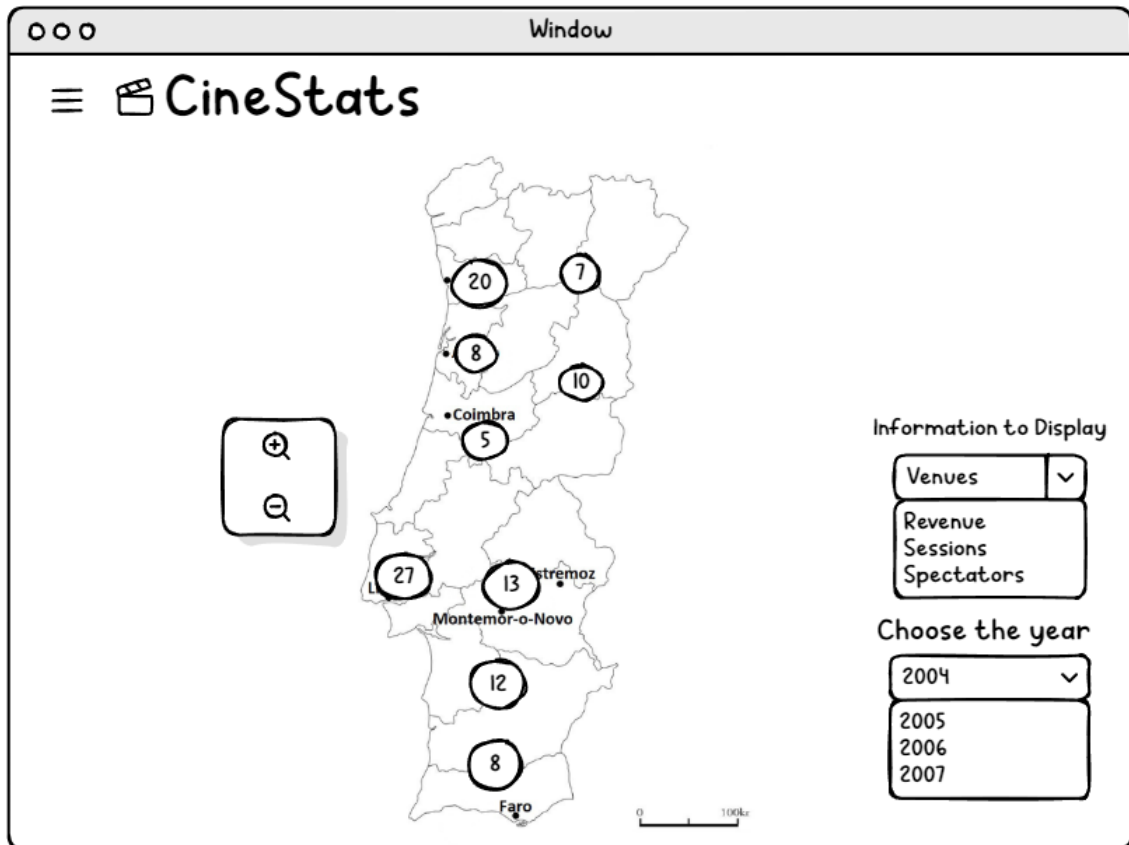 Window
CineStats
20
7
8
10
Coimbra
5
Information to Display
Venues
Revenue
Sessions
Spectators
27
13
Montemor-o-Novo
Choose the year
12
2004
2005
2006
2007
8
Faro
0